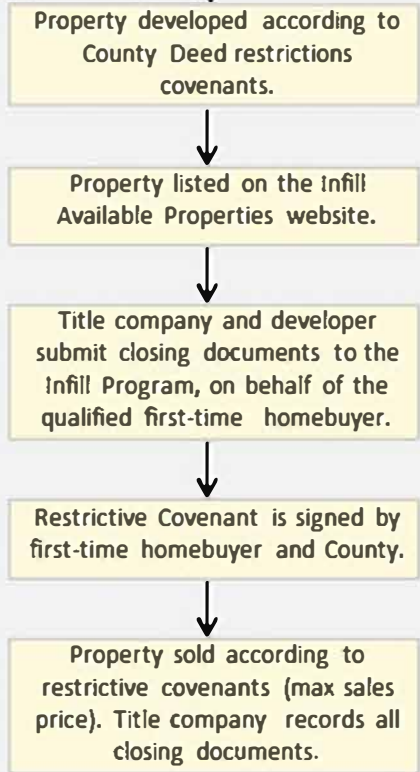 Property developed according to
County Deed restrictions
covenants.
Property listed on the Infill
Available Properties website.
Title company and developer
submit closing documents to the
Infill Program, on behalf of the
qualified first-time homebuyer.
Restrictive Covenant is signed by
first-time homebuyer and County.
Property sold according to
restrictive covenants (max sales
price). Title company records all
closing documents.